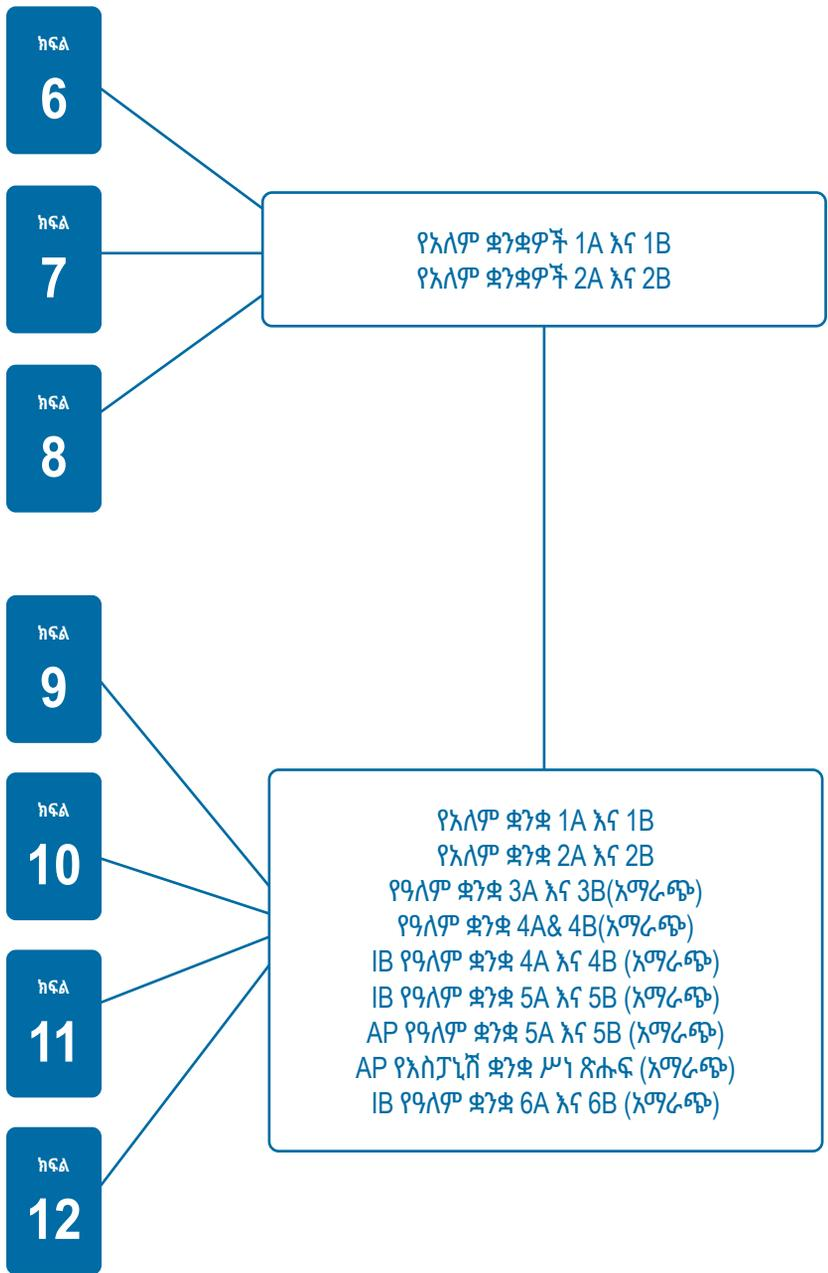 ክፍል
6
ክፍል
7
ክፍል
8
የአለም ቋንቋዎች 1A እና 1B
የአለም ቋንቋዎች 2A እና 2B
ክፍል
9
ክፍል
10
ክፍል
11
ክፍል
12
የአለም ቋንቋ 1A እና 1B
የአለም ቋንቋ 2A እና 2B
የዓለም ቋንቋ 3A እና 3B(አማራጭ)
የዓለም ቋንቋ 4A& 4B(አማራጭ)
IB የዓለም ቋንቋ 4A እና 4B (አማራጭ)
IB የዓለም ቋንቋ 5A እና 5B (አማራጭ)
AP የዓለም ቋንቋ 5A እና 5B (አማራጭ)
AP የእስፓኒሽ ቋንቋ ሥነ ጽሑፍ (አማራጭ)
IB የዓለም ቋንቋ 6A እና 6B (አማራጭ)